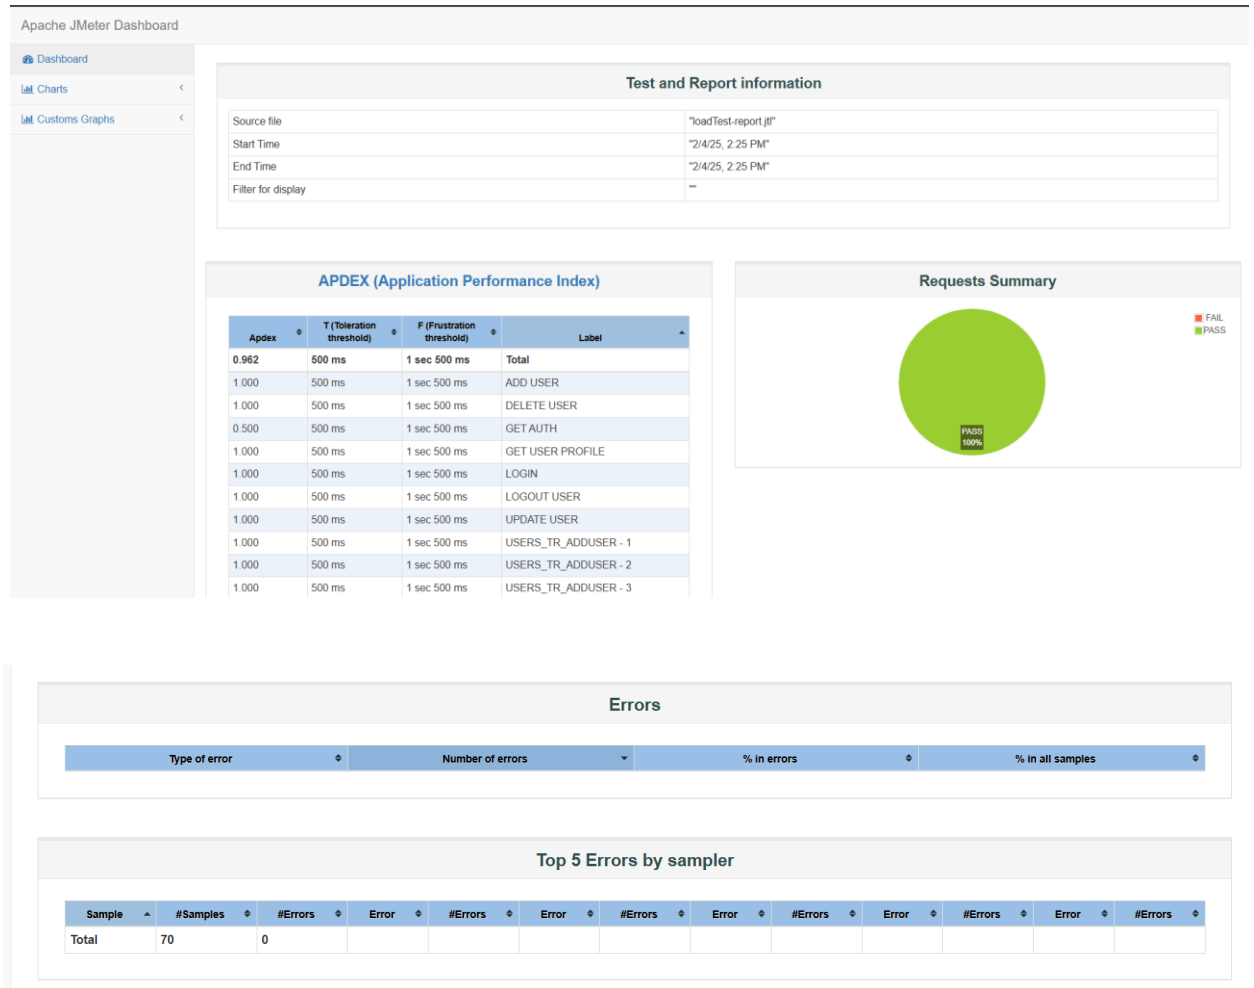 Apache JMeter Dashboard
Dashboard
Charts
Customs Graphs
Test and Report information
Source file "loadTest-report.jtl"
Start Time "2/4/25, 2:25 PM"
End Time "2/4/25, 2:25 PM"
Filter for display ""
APDEX (Application Performance Index)
Apdex T (Toleration threshold) F (Frustration threshold) Label
0.962 500 ms 1 sec 500 ms Total
1.000 500 ms 1 sec 500 ms ADD USER
1.000 500 ms 1 sec 500 ms DELETE USER
0.500 500 ms 1 sec 500 ms GET AUTH
1.000 500 ms 1 sec 500 ms GET USER PROFILE
1.000 500 ms 1 sec 500 ms LOGIN
1.000 500 ms 1 sec 500 ms LOGOUT USER
1.000 500 ms 1 sec 500 ms UPDATE USER
1.000 500 ms 1 sec 500 ms USERS_TR_ADDUSER - 1
1.000 500 ms 1 sec 500 ms USERS_TR_ADDUSER - 2
1.000 500 ms 1 sec 500 ms USERS_TR_ADDUSER - 3
Requests Summary
FAIL
PASS
PASS
100%
Errors
Type of error Number of errors % in errors % in all samples
Top 5 Errors by sampler
Sample #Samples #Errors Error #Errors Error #Errors Error #Errors Error #Errors Error #Errors
Total 70 0